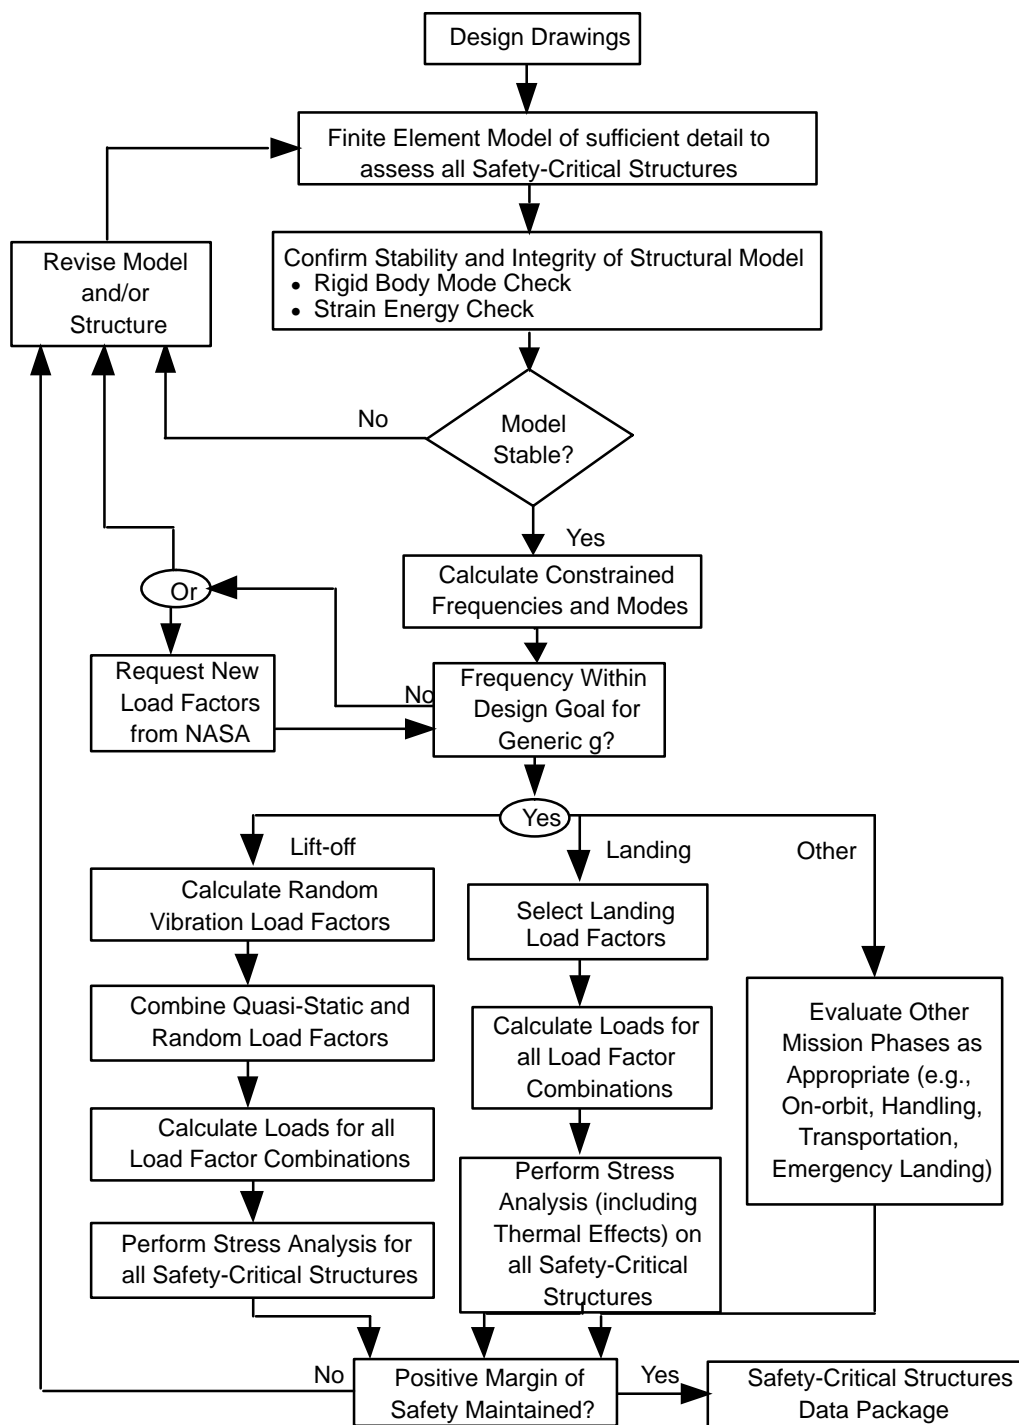 Design Drawings
Finite Element Model of sufficient detail to
assess all Safety-Critical Structures
Revise Model
and/or
Structure
Confirm Stability and Integrity of Structural Model
• Rigid Body Mode Check
• Strain Energy Check
No
Model
Stable?
Yes
Or
Calculate Constrained
Frequencies and Modes
Request New
Load Factors
from NASA
No
Frequency Within
Design Goal for
Generic g?
Yes
Lift-off
Landing
Other
Calculate Random
Vibration Load Factors
Select Landing
Load Factors
Combine Quasi-Static and
Random Load Factors
Calculate Loads for
all Load Factor
Combinations
Evaluate Other
Mission Phases as
Appropriate (e.g.,
On-orbit, Handling,
Transportation,
Emergency Landing)
Calculate Loads for all
Load Factor Combinations
Perform Stress
Analysis (including
Thermal Effects) on
all Safety-Critical
Structures
Perform Stress Analysis for
all Safety-Critical Structures
No
Positive Margin of
Safety Maintained?
Yes
Safety-Critical Structures
Data Package